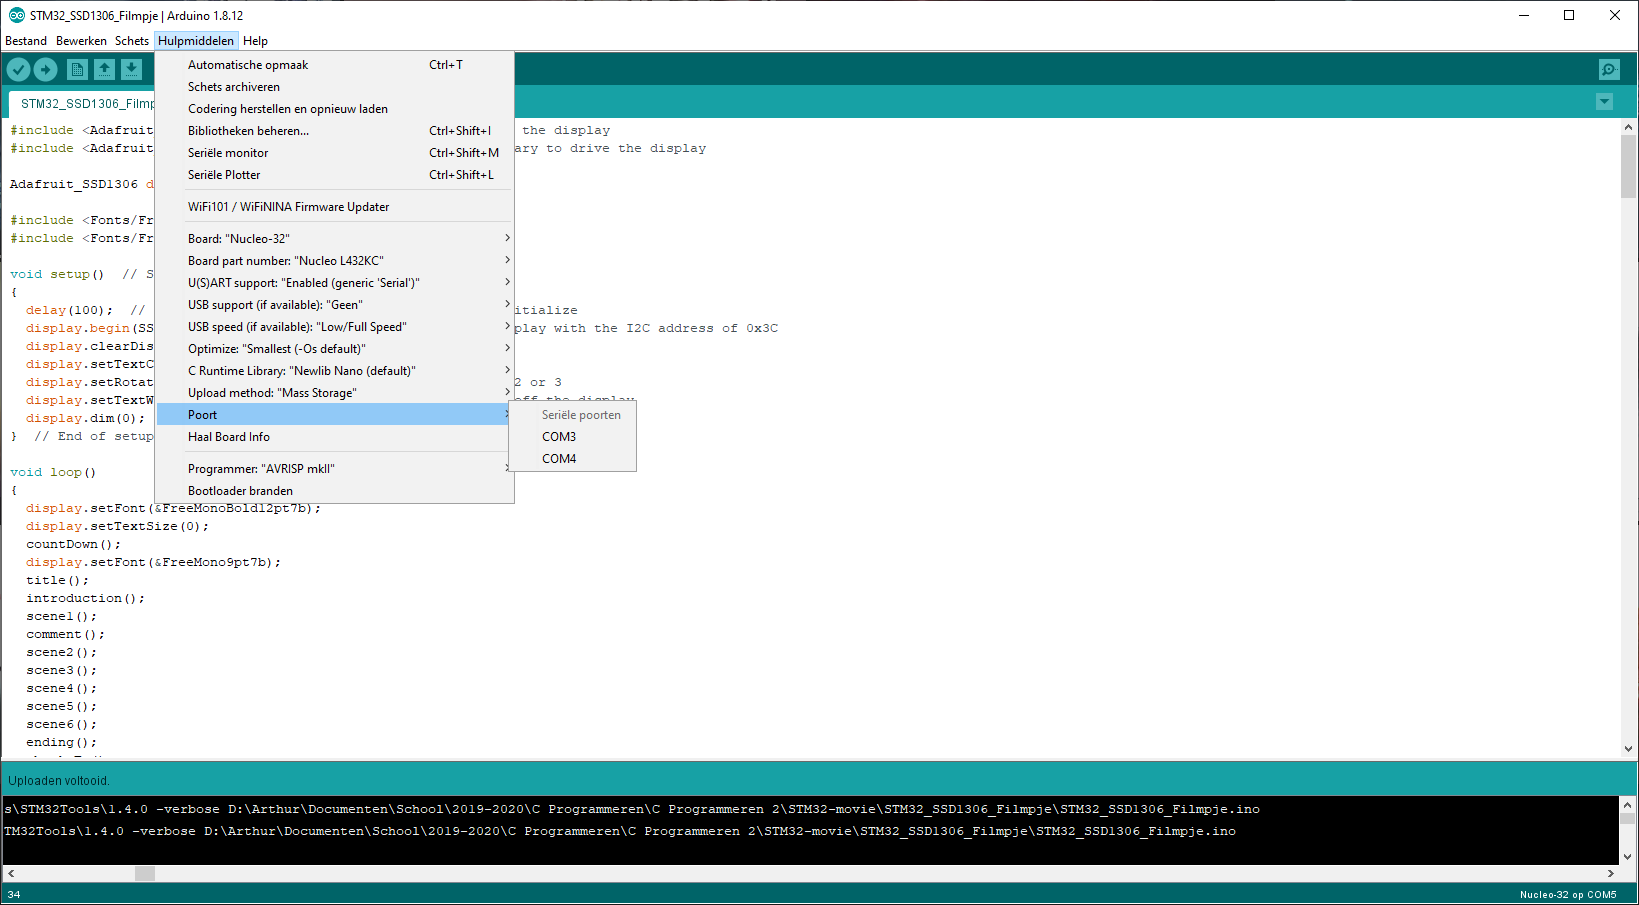 STM32_SSD1306_Filmpje | Arduino 1.8.12
Bestand Bewerken Schets Hulpmiddelen Help
Automatische opmaak Ctrl+T
Schets archiveren
Codering herstellen en opnieuw laden
Bibliotheken beheren... Ctrl+Shift+I
Seriële monitor Ctrl+Shift+M
Seriële Plotter Ctrl+Shift+L
WiFi101 / WiFiNINA Firmware Updater
Board: "Nucleo-32"
Board part number: "Nucleo L432KC"
U(S)ART support: "Enabled (generic 'Serial')"
USB support (if available): "Geen"
USB speed (if available): "Low/Full Speed"
Optimize: "Smallest (-Os default)"
C Runtime Library: "Newlib Nano (default)"
Upload method: "Mass Storage"
Poort
Haal Board Info
Programmer: "AVRISP mkII"
Bootloader branden
Seriële poorten
COM3
COM4
STM32_SSD1306_Filmp
#include <Adafruit the display
#include <Adafruit ary to drive the display
Adafruit_SSD1306 d
#include <Fonts/Fr
#include <Fonts/Fr
void setup() // S
{
delay(100); // itialize
display.begin(SS play with the I2C address of 0x3C
display.clearDis
display.setTextC
display.setRotat 2 or 3
display.setTextW off the display
display.dim(0);
} // End of setup
void loop()
{
display.setFont(&FreeMonoBold12pt7b);
display.setTextSize(0);
countDown();
display.setFont(&FreeMono9pt7b);
title();
introduction();
scene1();
comment();
scene2();
scene3();
scene4();
scene5();
scene6();
ending();
Uploaden voltooid.
s\STM32Tools\1.4.0 -verbose D:\Arthur\Documenten\School\2019-2020\C Programmeren\C Programmeren 2\STM32-movie\STM32_SSD1306_Filmpje\STM32_SSD1306_Filmpje.ino
TM32Tools\1.4.0 -verbose D:\Arthur\Documenten\School\2019-2020\C Programmeren\C Programmeren 2\STM32-movie\STM32_SSD1306_Filmpje\STM32_SSD1306_Filmpje.ino
34 Nucleo-32 op COM5